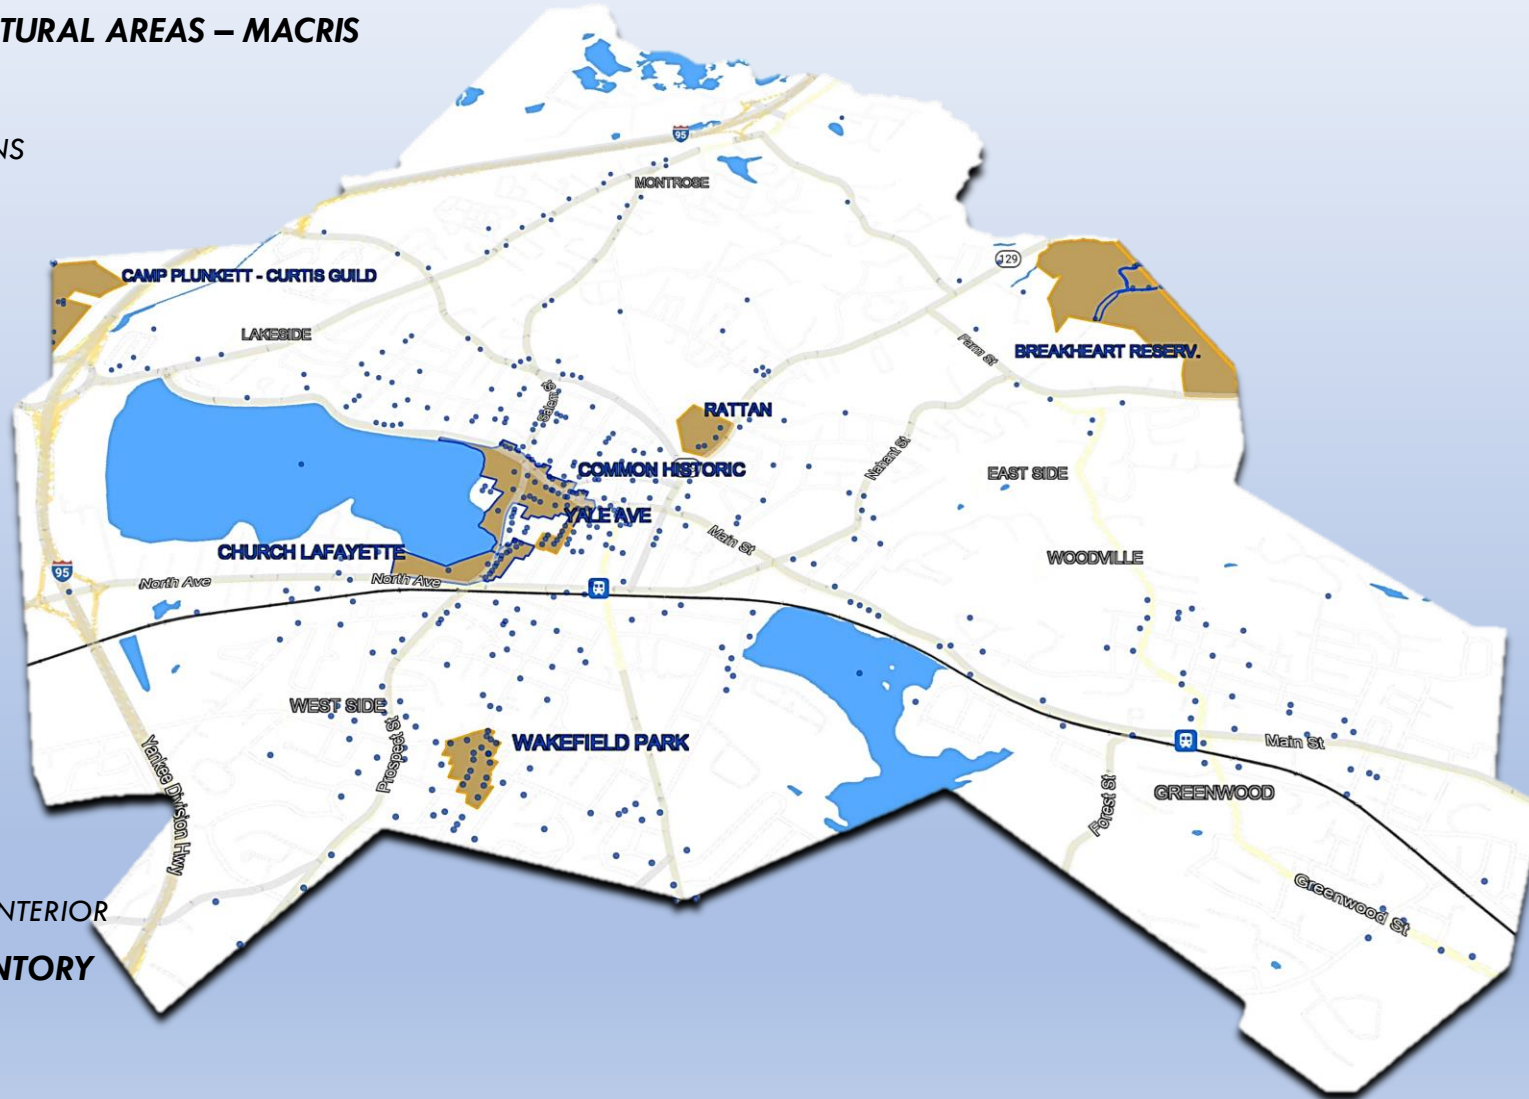 TURAL AREAS – MACRIS
NS
95
MONTROSE
129
CAMP PLUNKETT - CURTIS GUILD
LAKESIDE
Farm St
BREAKHEART RESERV.
Salem St
RATTAN
Nahant St
COMMON HISTORIC
EAST SIDE
YALE AVE
Main St
CHURCH LAFAYETTE
WOODVILLE
95
North Ave
North Ave
WEST SIDE
Prospect St
WAKEFIELD PARK
Yankee Division Hwy
Main St
GREENWOOD
Forest St
Greenwood St
NTERIOR
NTORY